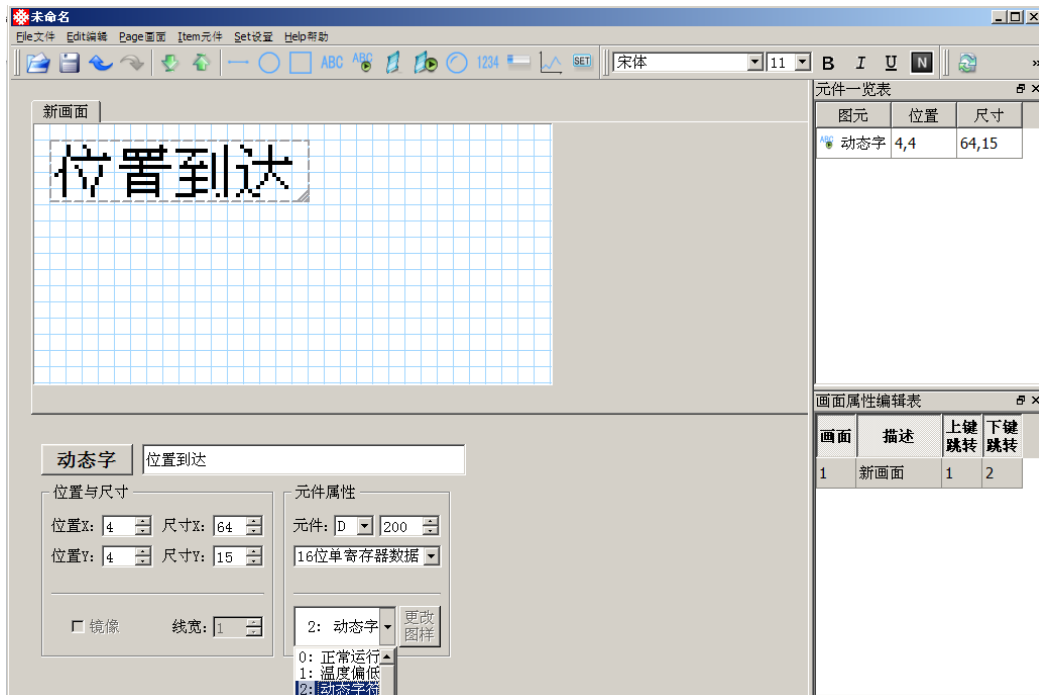 未命名
File文件 Edit编辑 Page画面 Item元件 Set设置 Help帮助
ABC ABC 1234 SET 宋体 11 B I U N »
元件一览表
新画面
图元 位置 尺寸
ABC 动态字 4,4 64,15
位置到达
画面属性编辑表
画面 描述 上键跳转 下键跳转
1 新画面 1 2
动态字 位置到达
位置与尺寸 元件属性
位置X: 4 尺寸X: 64 元件: D 200
位置Y: 4 尺寸Y: 15 16位单寄存器数据
镜像 线宽: 1 2: 动态字 更改图样
0: 正常运行
1: 温度偏低
2: 动态字符